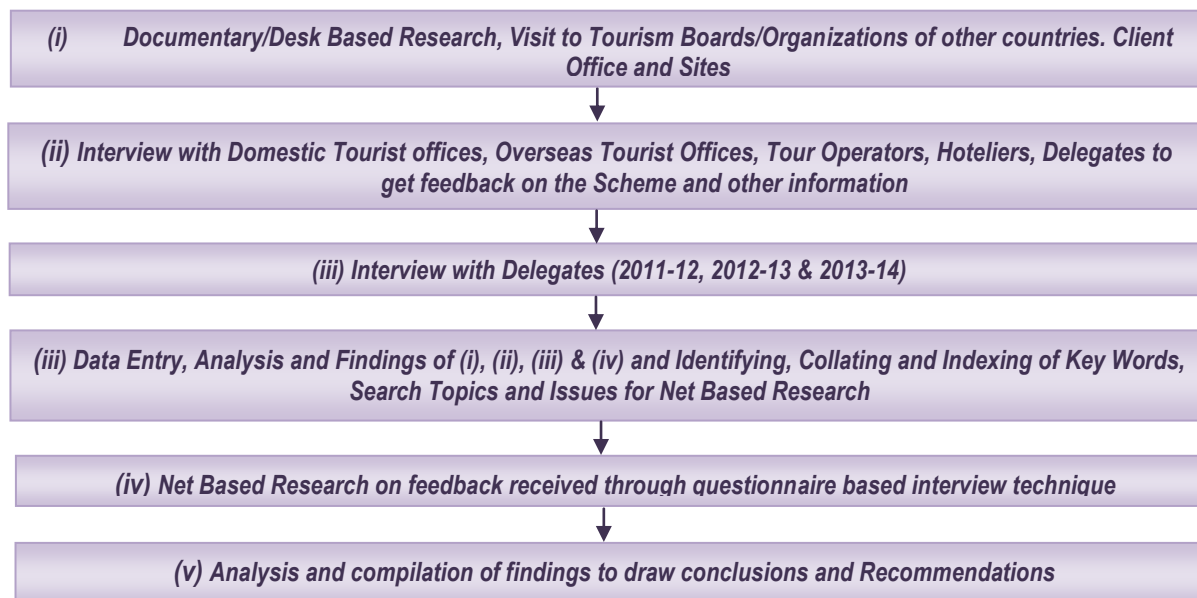 (i) Documentary/Desk Based Research, Visit to Tourism Boards/Organizations of other countries. Client
Office and Sites
(ii) Interview with Domestic Tourist offices, Overseas Tourist Offices, Tour Operators, Hoteliers, Delegates to
get feedback on the Scheme and other information
(iii) Interview with Delegates (2011-12, 2012-13 & 2013-14)
(iii) Data Entry, Analysis and Findings of (i), (ii), (iii) & (iv) and Identifying, Collating and Indexing of Key Words,
Search Topics and Issues for Net Based Research
(iv) Net Based Research on feedback received through questionnaire based interview technique
(v) Analysis and compilation of findings to draw conclusions and Recommendations